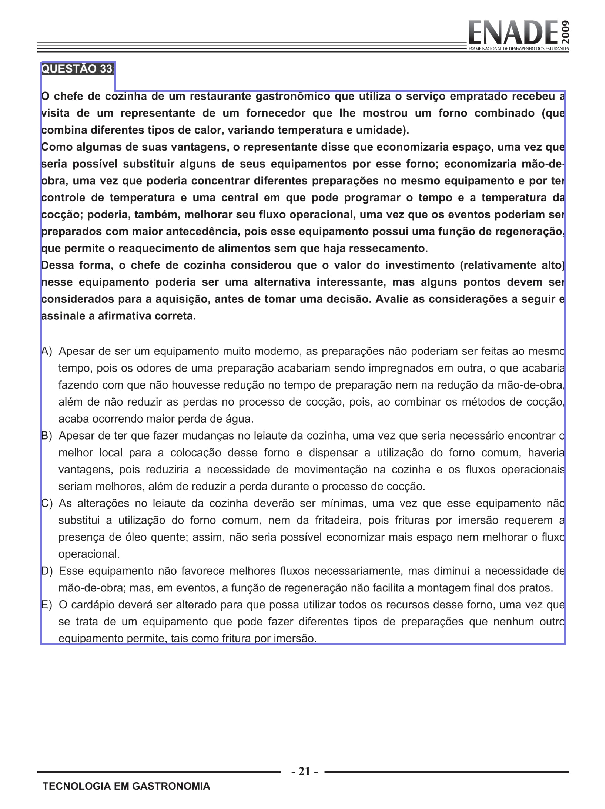 ENADE 2009
QUESTÃO 33
O chefe de cozinha de um restaurante gastronômico que utiliza o serviço empratado recebeu a
visita de um representante de um fornecedor que lhe mostrou um forno combinado (que
combina diferentes tipos de calor, variando temperatura e umidade).
Como algumas de suas vantagens, o representante disse que economizaria espaço, uma vez que
seria possível substituir alguns de seus equipamentos por esse forno; economizaria mão-de-
obra, uma vez que poderia concentrar diferentes preparações no mesmo equipamento e por ter
controle de temperatura e uma central em que pode programar o tempo e a temperatura da
cocção; poderia, também, melhorar seu fluxo operacional, uma vez que os eventos poderiam ser
preparados com maior antecedência, pois esse equipamento possui uma função de regeneração,
que permite o reaquecimento de alimentos sem que haja ressecamento.
Dessa forma, o chefe de cozinha considerou que o valor do investimento (relativamente alto)
nesse equipamento poderia ser uma alternativa interessante, mas alguns pontos devem ser
considerados para a aquisição, antes de tomar uma decisão. Avalie as considerações a seguir e
assinale a afirmativa correta.
A) Apesar de ser um equipamento muito moderno, as preparações não poderiam ser feitas ao mesmo
tempo, pois os odores de uma preparação acabariam sendo impregnados em outra, o que acabaria
fazendo com que não houvesse redução no tempo de preparação nem na redução da mão-de-obra,
além de não reduzir as perdas no processo de cocção, pois, ao combinar os métodos de cocção,
acaba ocorrendo maior perda de água.
B) Apesar de ter que fazer mudanças no leiaute da cozinha, uma vez que seria necessário encontrar o
melhor local para a colocação desse forno e dispensar a utilização do forno comum, haveria
vantagens, pois reduziria a necessidade de movimentação na cozinha e os fluxos operacionais
seriam melhores, além de reduzir a perda durante o processo de cocção.
C) As alterações no leiaute da cozinha deverão ser mínimas, uma vez que esse equipamento não
substitui a utilização do forno comum, nem da fritadeira, pois frituras por imersão requerem a
presença de óleo quente; assim, não seria possível economizar mais espaço nem melhorar o fluxo
operacional.
D) Esse equipamento não favorece melhores fluxos necessariamente, mas diminui a necessidade de
mão-de-obra; mas, em eventos, a função de regeneração não facilita a montagem final dos pratos.
E) O cardápio deverá ser alterado para que possa utilizar todos os recursos desse forno, uma vez que
se trata de um equipamento que pode fazer diferentes tipos de preparações que nenhum outro
equipamento permite, tais como fritura por imersão.
- 21 -
TECNOLOGIA EM GASTRONOMIA